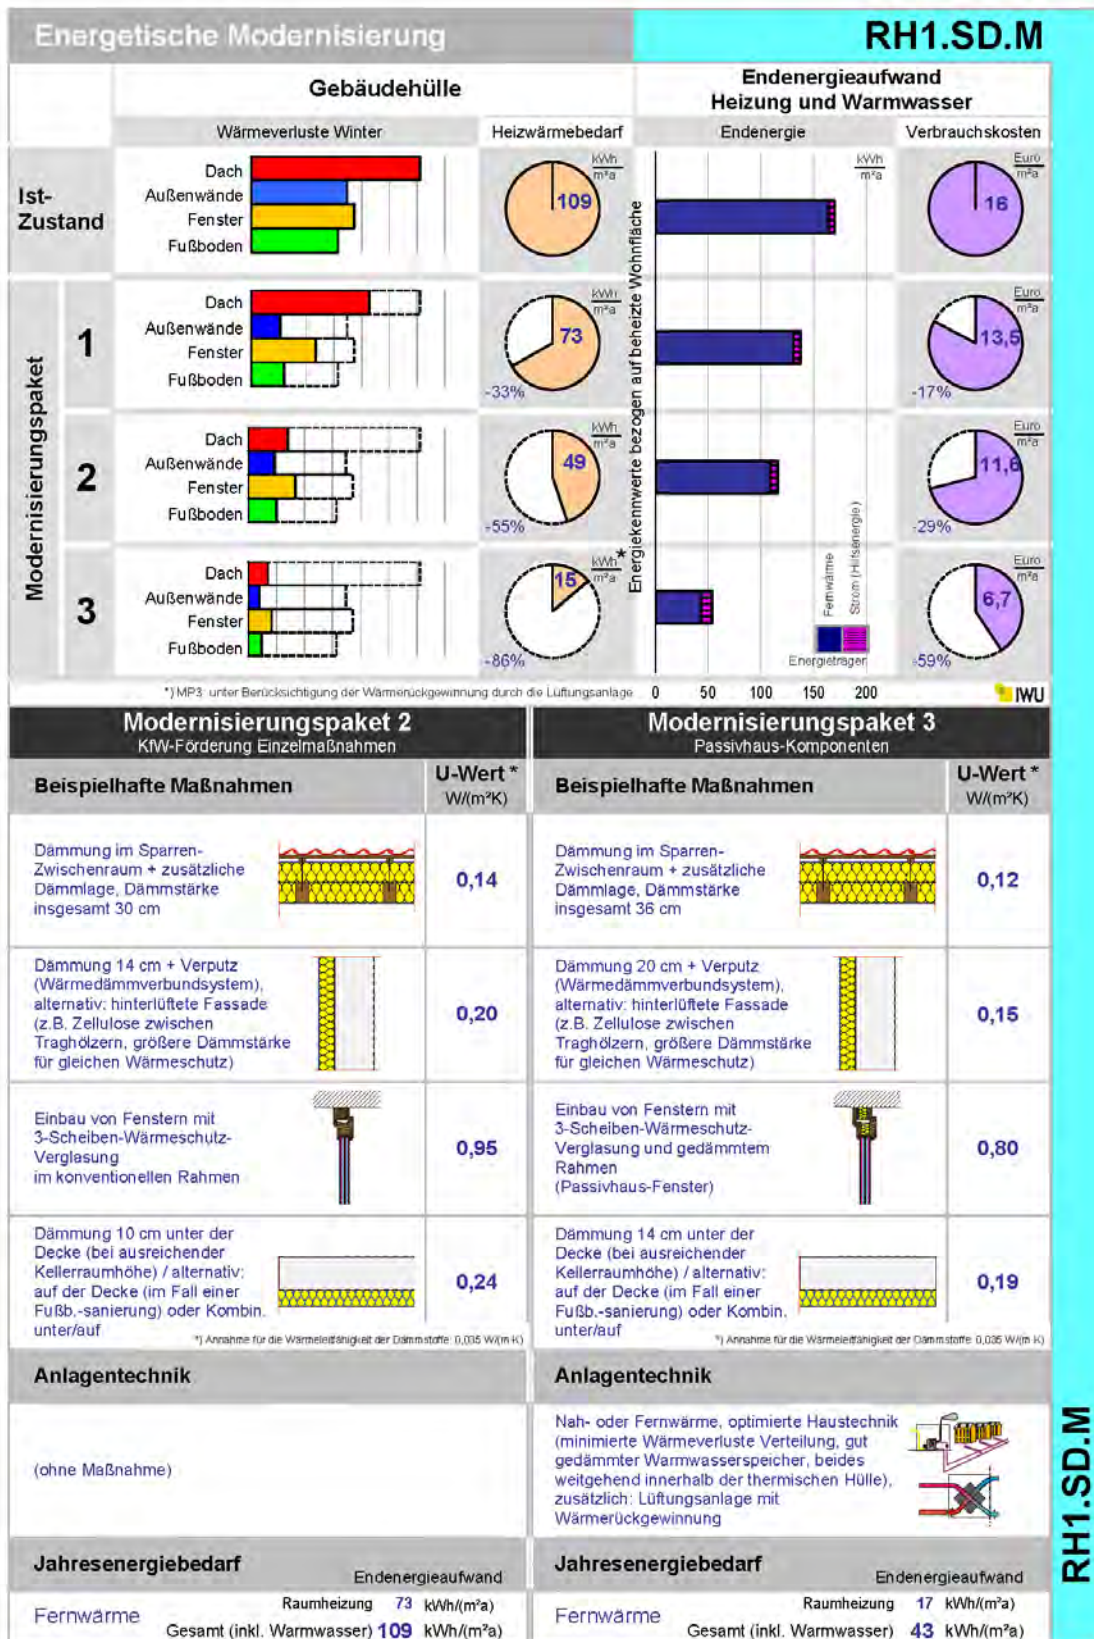 Energetische Modernisierung
RH1.SD.M
Gebäudehülle
Endenergieaufwand
Heizung und Warmwasser
Wärmeverluste Winter
Heizwärmebedarf
Endenergie
Verbrauchskosten
Ist-
Zustand
Dach
Außenwände
Fenster
Fußboden
109
kWh
m²a
kWh
m²a
16
Euro
m²a
Modernisierungspaket
1
Dach
Außenwände
Fenster
Fußboden
73
kWh
m²a
-33%
13,5
Euro
m²a
-17%
2
Dach
Außenwände
Fenster
Fußboden
49
kWh
m²a
-55%
11,6
Euro
m²a
-29%
3
Dach
Außenwände
Fenster
Fußboden
15
kWh*
m²a
-86%
6,7
Euro
m²a
-59%
Energiekennwerte bezogen auf beheizte Wohnfläche
Fernwärme
Strom (Hilfsenergie)
Energieträger
*) MP3: unter Berücksichtigung der Wärmerückgewinnung durch die Lüftungsanlage
0 50 100 150 200
IWU
Modernisierungspaket 2
KfW-Förderung Einzelmaßnahmen
Beispielhafte Maßnahmen
U-Wert *
W/(m²K)
Dämmung im Sparren-
Zwischenraum + zusätzliche
Dämmlage, Dämmstärke
insgesamt 30 cm
0,14
Dämmung 14 cm + Verputz
(Wärmedämmverbundsystem),
alternativ: hinterlüftete Fassade
(z.B. Zellulose zwischen
Traghölzern, größere Dämmstärke
für gleichen Wärmeschutz)
0,20
Einbau von Fenstern mit
3-Scheiben-Wärmeschutz-
Verglasung
im konventionellen Rahmen
0,95
Dämmung 10 cm unter der
Decke (bei ausreichender
Kellerraumhöhe) / alternativ:
auf der Decke (im Fall einer
Fußb.-sanierung) oder Kombin.
unter/auf
0,24
*) Annahme für die Wärmeleitfähigkeit der Dämmstoffe: 0,035 W/(m·K)
Anlagentechnik
(ohne Maßnahme)
Jahresenergiebedarf
Endenergieaufwand
Fernwärme
Raumheizung 73 kWh/(m²a)
Gesamt (inkl. Warmwasser) 109 kWh/(m²a)
Modernisierungspaket 3
Passivhaus-Komponenten
Beispielhafte Maßnahmen
U-Wert *
W/(m²K)
Dämmung im Sparren-
Zwischenraum + zusätzliche
Dämmlage, Dämmstärke
insgesamt 36 cm
0,12
Dämmung 20 cm + Verputz
(Wärmedämmverbundsystem),
alternativ: hinterlüftete Fassade
(z.B. Zellulose zwischen
Traghölzern, größere Dämmstärke
für gleichen Wärmeschutz)
0,15
Einbau von Fenstern mit
3-Scheiben-Wärmeschutz-
Verglasung und gedämmtem
Rahmen
(Passivhaus-Fenster)
0,80
Dämmung 14 cm unter der
Decke (bei ausreichender
Kellerraumhöhe) / alternativ:
auf der Decke (im Fall einer
Fußb.-sanierung) oder Kombin.
unter/auf
0,19
*) Annahme für die Wärmeleitfähigkeit der Dämmstoffe: 0,035 W/(m·K)
Anlagentechnik
Nah- oder Fernwärme, optimierte Haustechnik
(minimierte Wärmeverluste Verteilung, gut
gedämmter Warmwasserspeicher, beides
weitgehend innerhalb der thermischen Hülle),
zusätzlich: Lüftungsanlage mit
Wärmerückgewinnung
Jahresenergiebedarf
Endenergieaufwand
Fernwärme
Raumheizung 17 kWh/(m²a)
Gesamt (inkl. Warmwasser) 43 kWh/(m²a)
RH1.SD.M